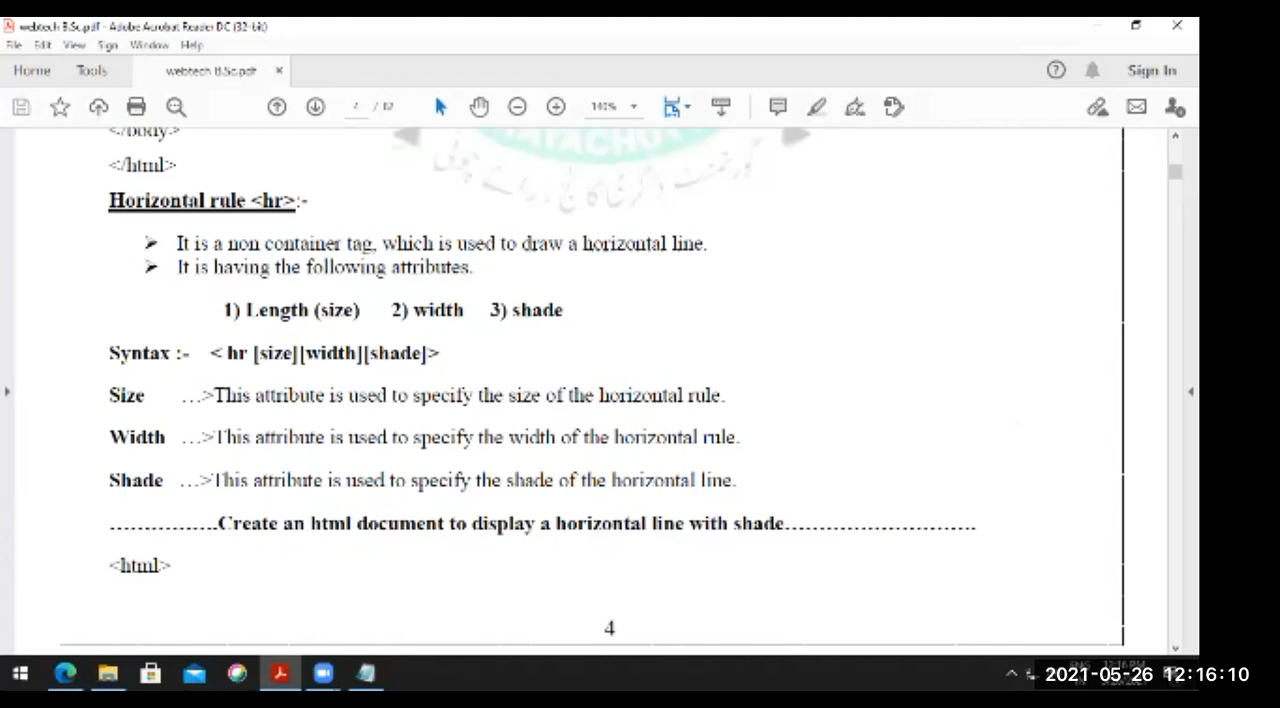 webtech B.Sc.pdf - Adobe Acrobat Reader DC (32-bit)
File Edit View Sign Window Help
Home Tools webtech B.Sc.pdf × Sign In
4 / 82 140%
</body>
</html>
Horizontal rule <hr>:-
➢ It is a non container tag, which is used to draw a horizontal line.
➢ It is having the following attributes.
1) Length (size) 2) width 3) shade
Syntax :- < hr [size][width][shade]>
Size …>This attribute is used to specify the size of the horizontal rule.
Width …>This attribute is used to specify the width of the horizontal rule.
Shade …>This attribute is used to specify the shade of the horizontal line.
……………..Create an html document to display a horizontal line with shade…………………………..
<html>
4
2021-05-26 12:16:10